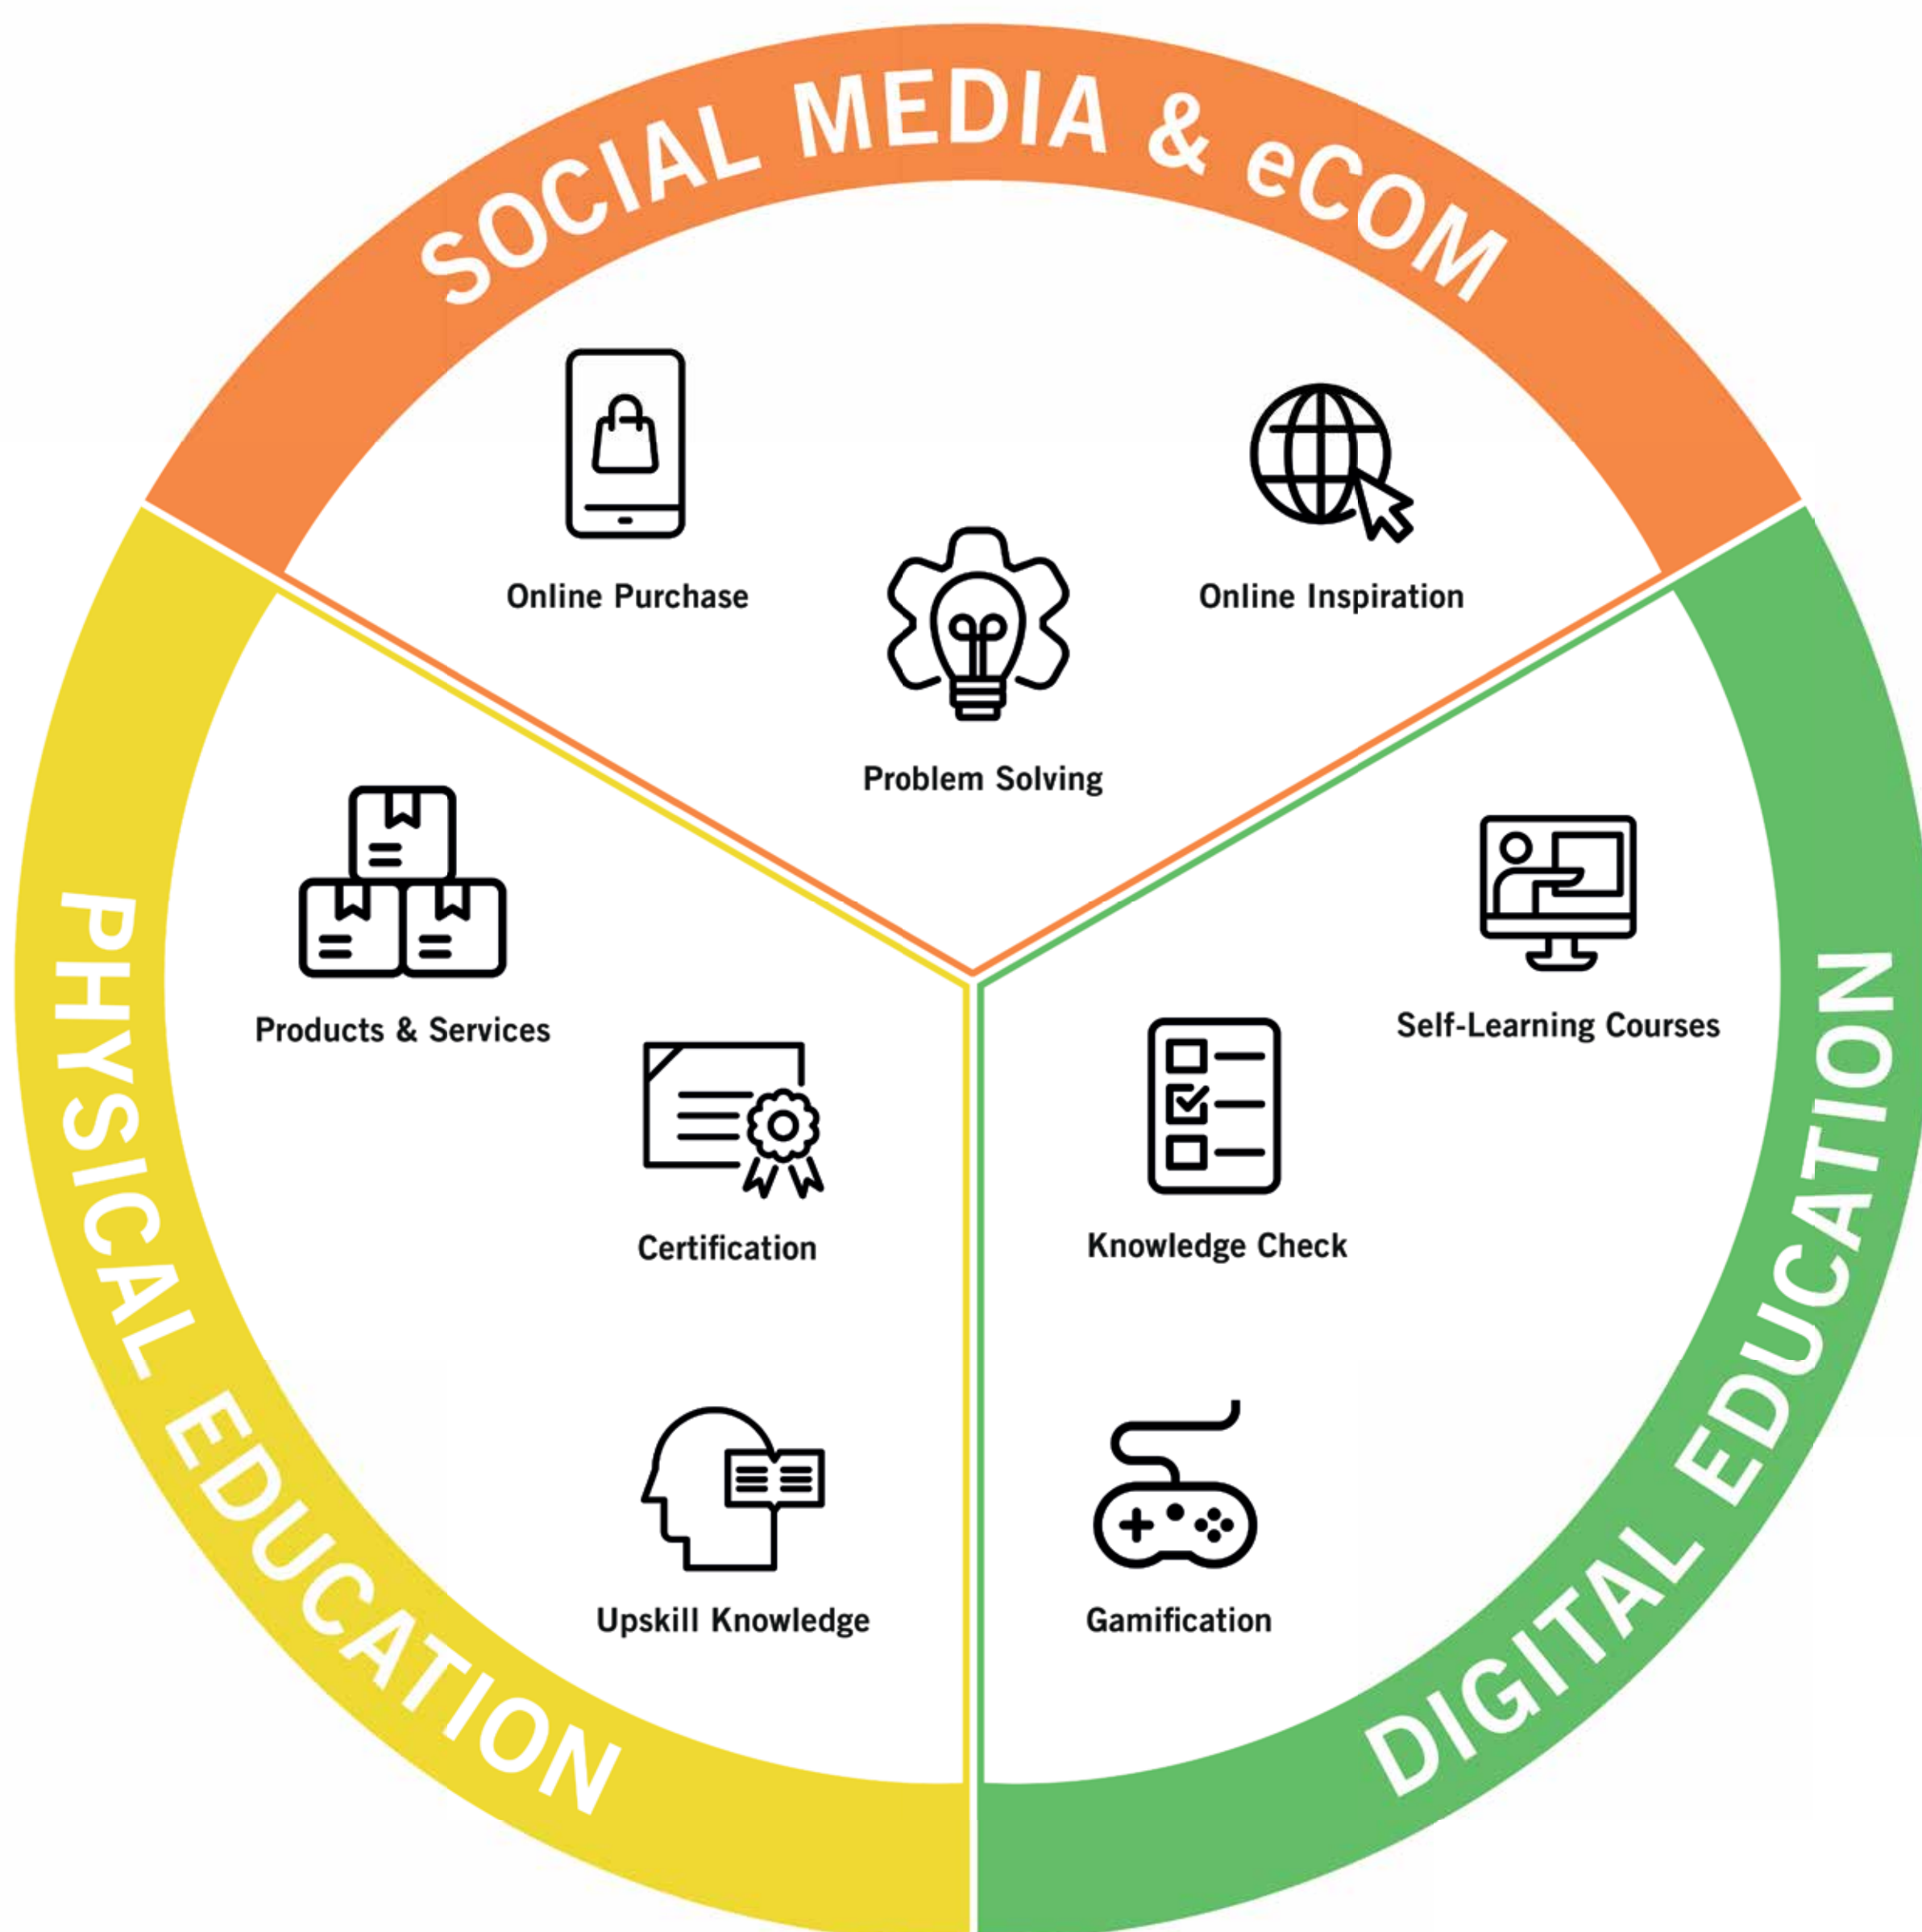 SOCIAL MEDIA & eCOM
Online Purchase
Online Inspiration
Problem Solving
PHYSICAL EDUCATION
Products & Services
Certification
Upskill Knowledge
DIGITAL EDUCATION
Self-Learning Courses
Knowledge Check
Gamification